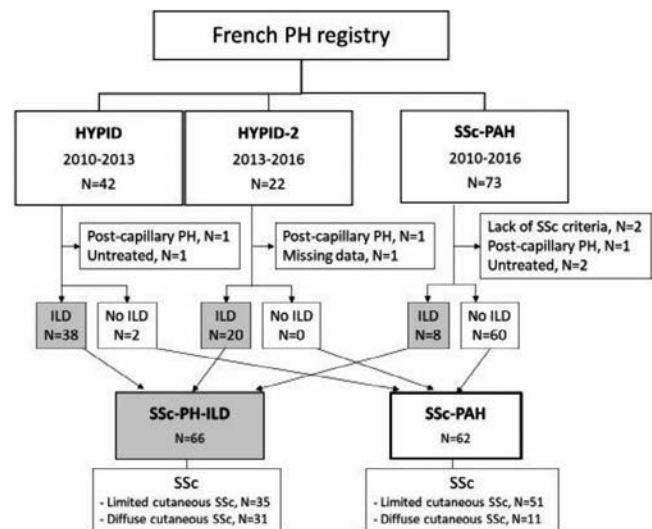 French PH registry
HYPID
2010-2013
N=42
HYPID-2
2013-2016
N=22
SSc-PAH
2010-2016
N=73
Post-capillary PH, N=1
Untreated, N=1
Post-capillary PH, N=1
Missing data, N=1
Lack of SSc criteria, N=2
Post-capillary PH, N=1
Untreated, N=2
ILD
N=38
No ILD
N=2
ILD
N=20
No ILD
N=0
ILD
N=8
No ILD
N=60
SSc-PH-ILD
N=66
SSc-PAH
N=62
SSc
- Limited cutaneous SSc, N=35
- Diffuse cutaneous SSc, N=31
SSc
- Limited cutaneous SSc, N=51
- Diffuse cutaneous SSc, N=11